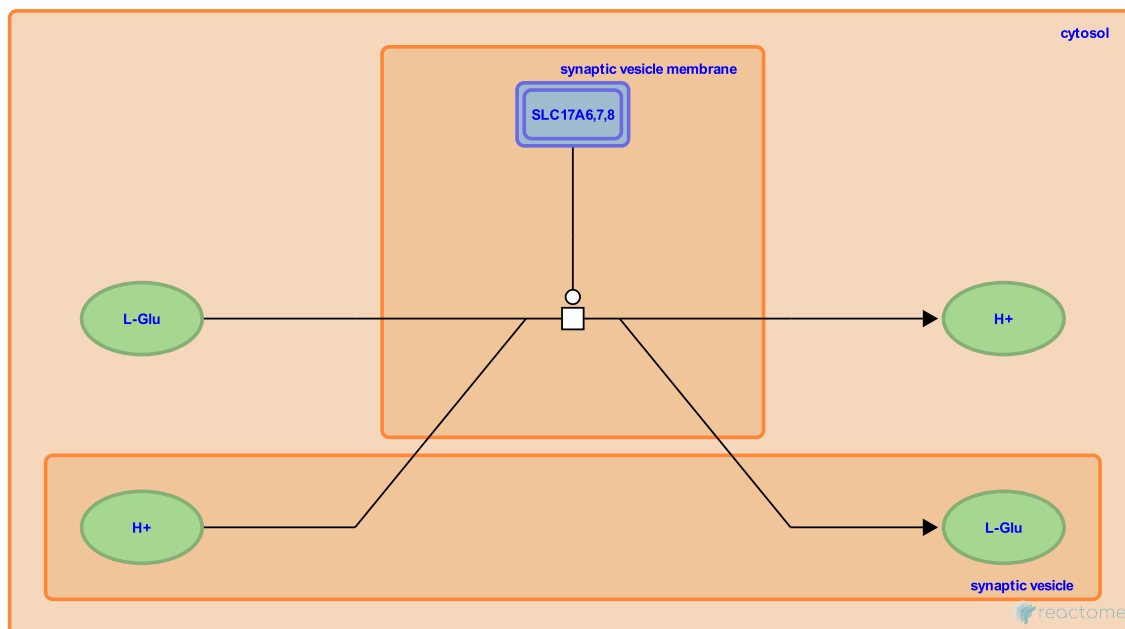 cytosol
synaptic vesicle membrane
SLC17A6,7,8
L-Glu
H+
H+
L-Glu
synaptic vesicle
reactome